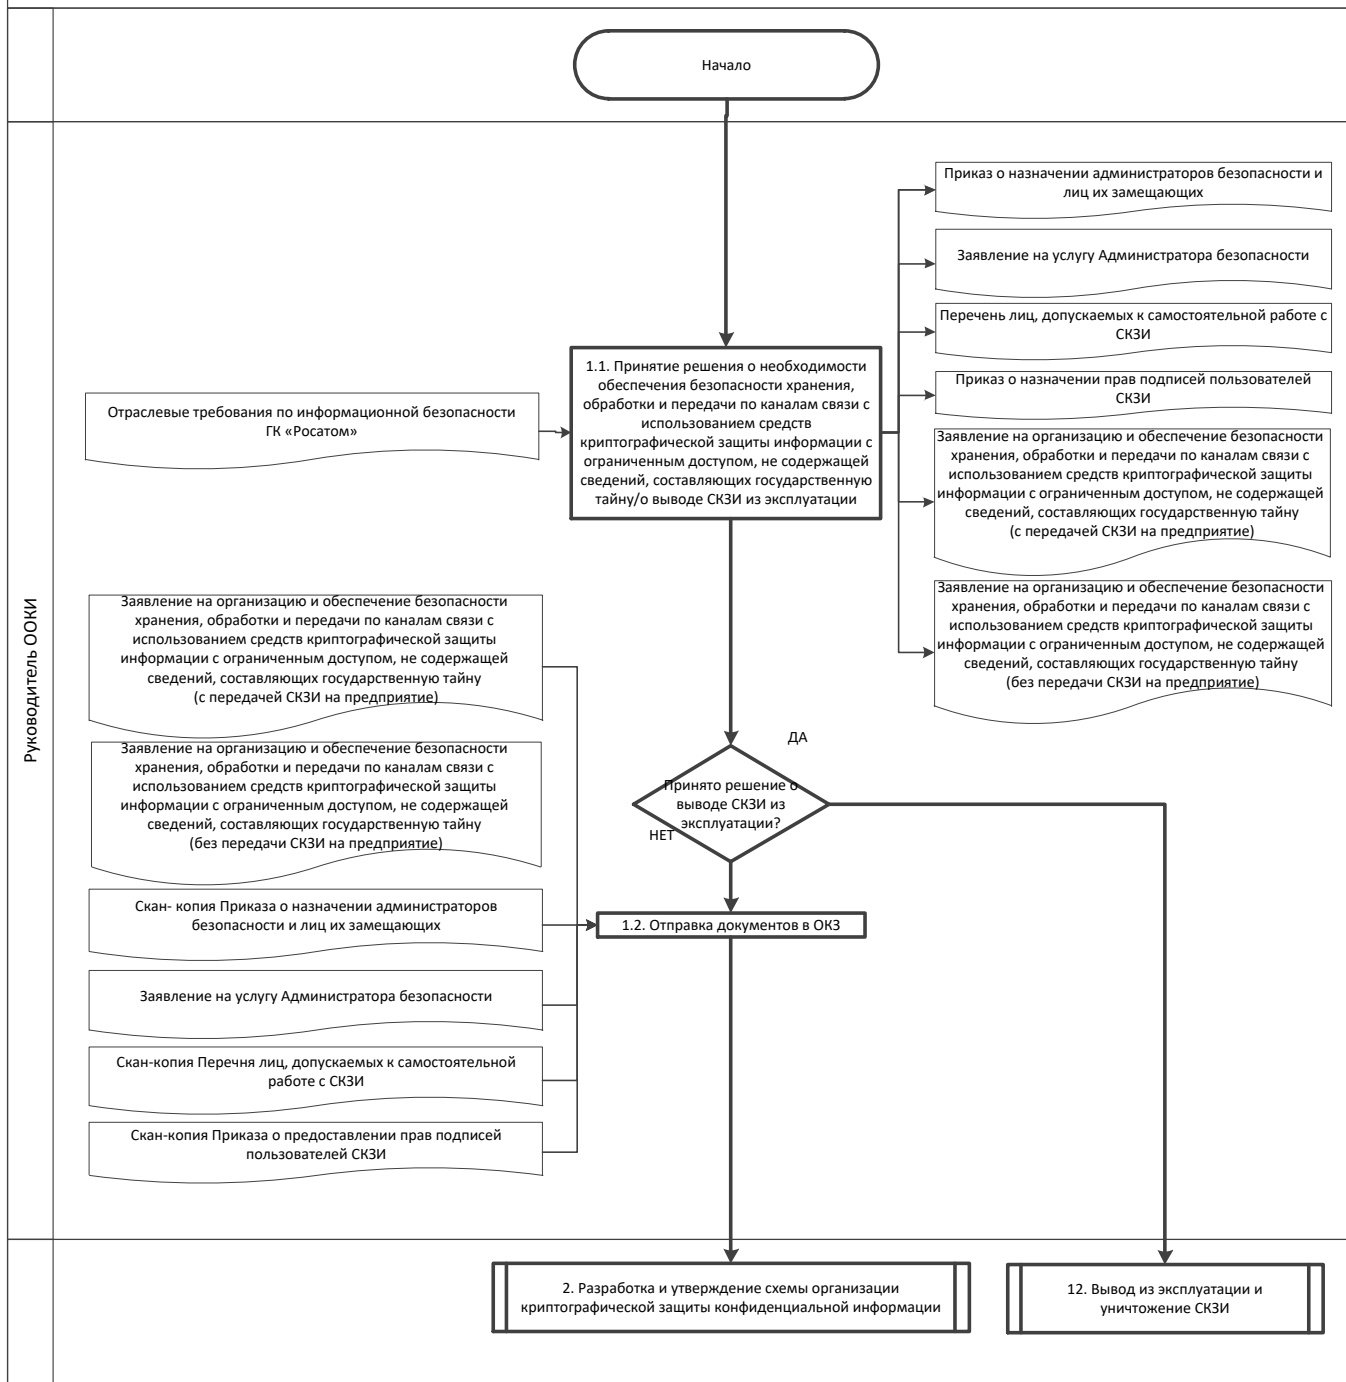 Начало
Приказ о назначении администраторов безопасности и
лиц их замещающих
Заявление на услугу Администратора безопасности
Перечень лиц, допускаемых к самостоятельной работе с
СКЗИ
Приказ о назначении прав подписей пользователей
СКЗИ
Заявление на организацию и обеспечение безопасности
хранения, обработки и передачи по каналам связи с
использованием средств криптографической защиты
информации с ограниченным доступом, не содержащей
сведений, составляющих государственную тайну
(с передачей СКЗИ на предприятие)
Заявление на организацию и обеспечение безопасности
хранения, обработки и передачи по каналам связи с
использованием средств криптографической защиты
информации с ограниченным доступом, не содержащей
сведений, составляющих государственную тайну
(без передачи СКЗИ на предприятие)
1.1. Принятие решения о необходимости
обеспечения безопасности хранения,
обработки и передачи по каналам связи с
использованием средств
криптографической защиты информации с
ограниченным доступом, не содержащей
сведений, составляющих государственную
тайну/о выводе СКЗИ из эксплуатации
Отраслевые требования по информационной безопасности
ГК «Росатом»
Руководитель ООКИ
Заявление на организацию и обеспечение безопасности
хранения, обработки и передачи по каналам связи с
использованием средств криптографической защиты
информации с ограниченным доступом, не содержащей
сведений, составляющих государственную тайну
(с передачей СКЗИ на предприятие)
Заявление на организацию и обеспечение безопасности
хранения, обработки и передачи по каналам связи с
использованием средств криптографической защиты
информации с ограниченным доступом, не содержащей
сведений, составляющих государственную тайну
(без передачи СКЗИ на предприятие)
ДА
Принято решение о
выводе СКЗИ из
эксплуатации?
НЕТ
Скан- копия Приказа о назначении администраторов
безопасности и лиц их замещающих
1.2. Отправка документов в ОКЗ
Заявление на услугу Администратора безопасности
Скан-копия Перечня лиц, допускаемых к самостоятельной
работе с СКЗИ
Скан-копия Приказа о предоставлении прав подписей
пользователей СКЗИ
2. Разработка и утверждение схемы организации
криптографической защиты конфиденциальной информации
12. Вывод из эксплуатации и
уничтожение СКЗИ